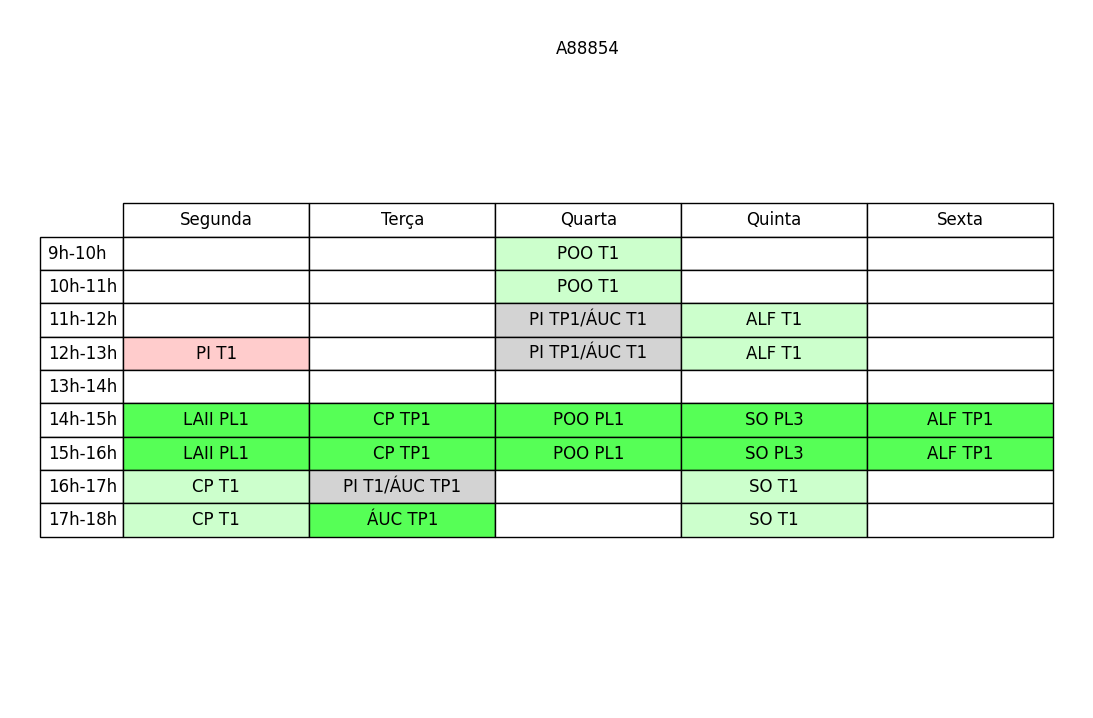 A88854
Segunda Terça Quarta Quinta Sexta
9h-10h POO T1
10h-11h POO T1
11h-12h PI TP1/ÁUC T1 ALF T1
12h-13h PI T1 PI TP1/ÁUC T1 ALF T1
13h-14h
14h-15h LAII PL1 CP TP1 POO PL1 SO PL3 ALF TP1
15h-16h LAII PL1 CP TP1 POO PL1 SO PL3 ALF TP1
16h-17h CP T1 PI T1/ÁUC TP1 SO T1
17h-18h CP T1 ÁUC TP1 SO T1